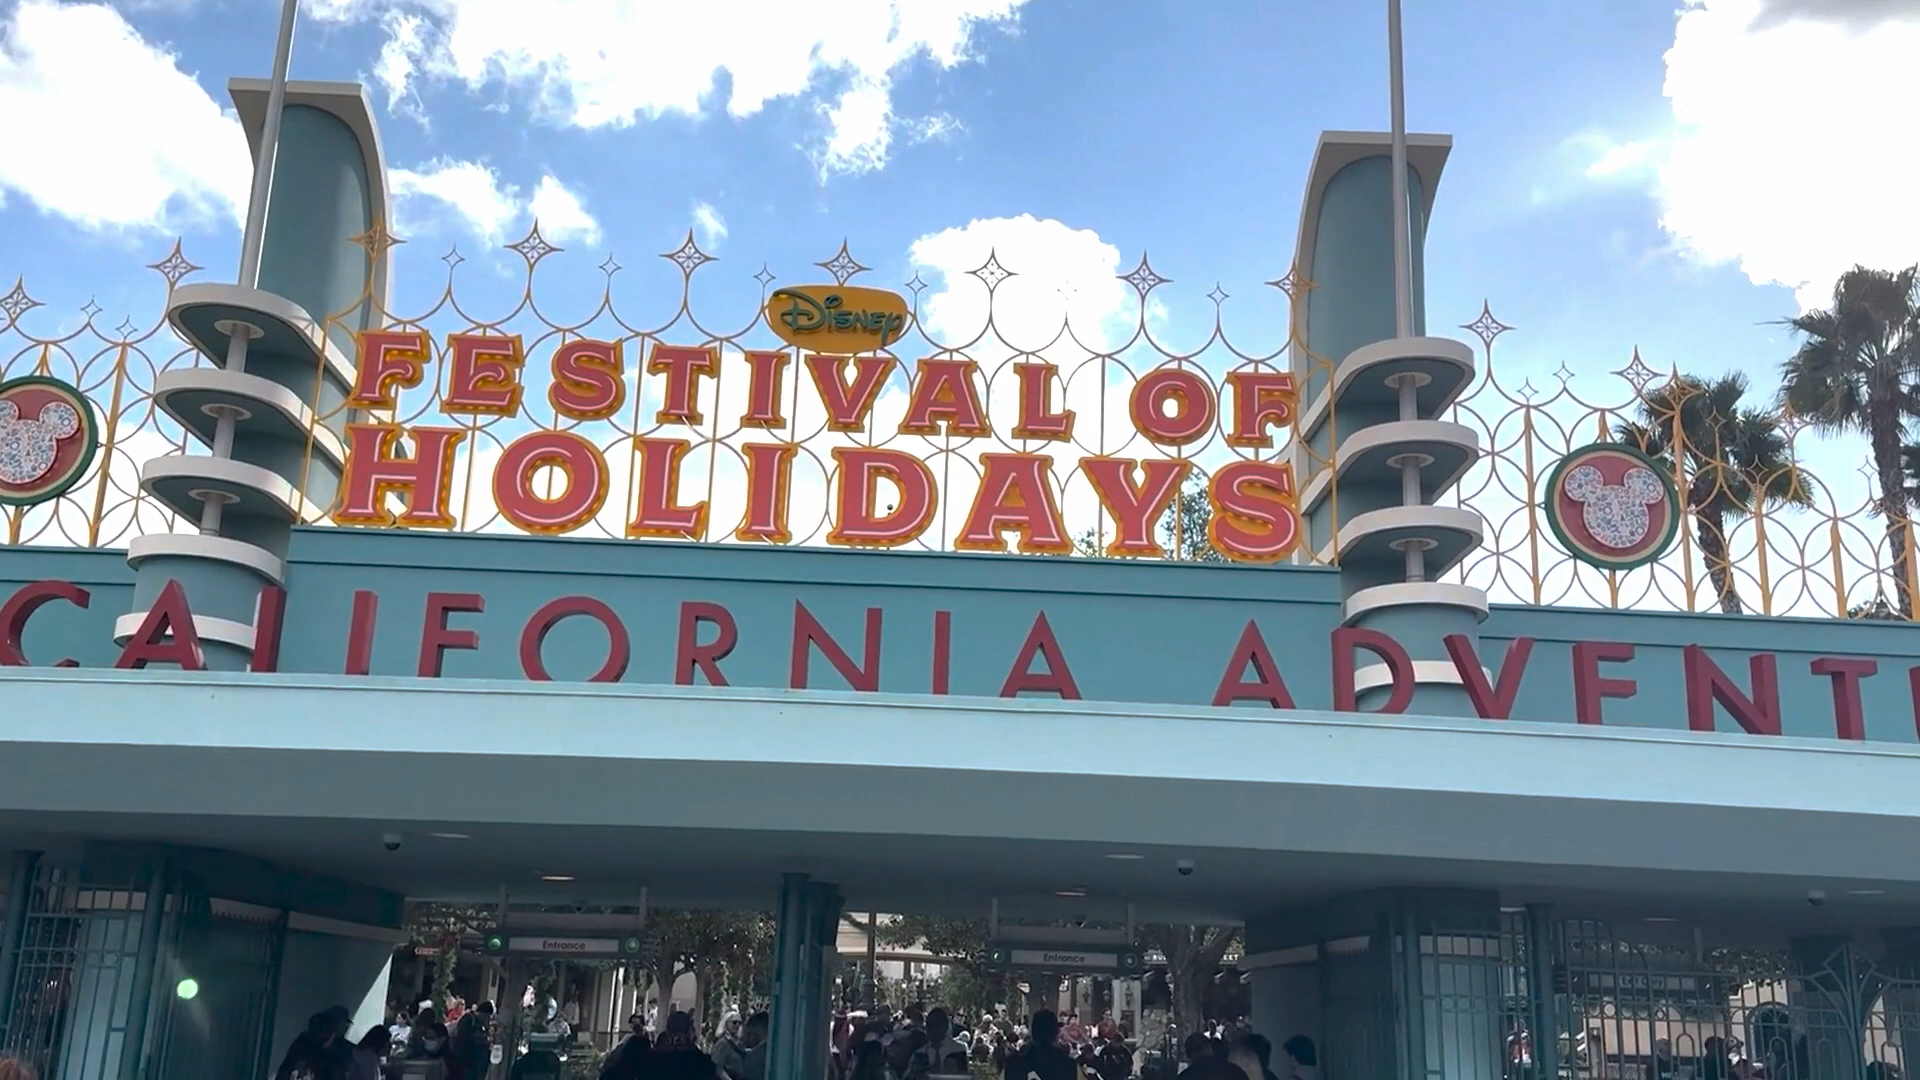 Disney
FESTIVAL OF
HOLIDAYS
CALIFORNIA ADVENT
Entrance
Entrance